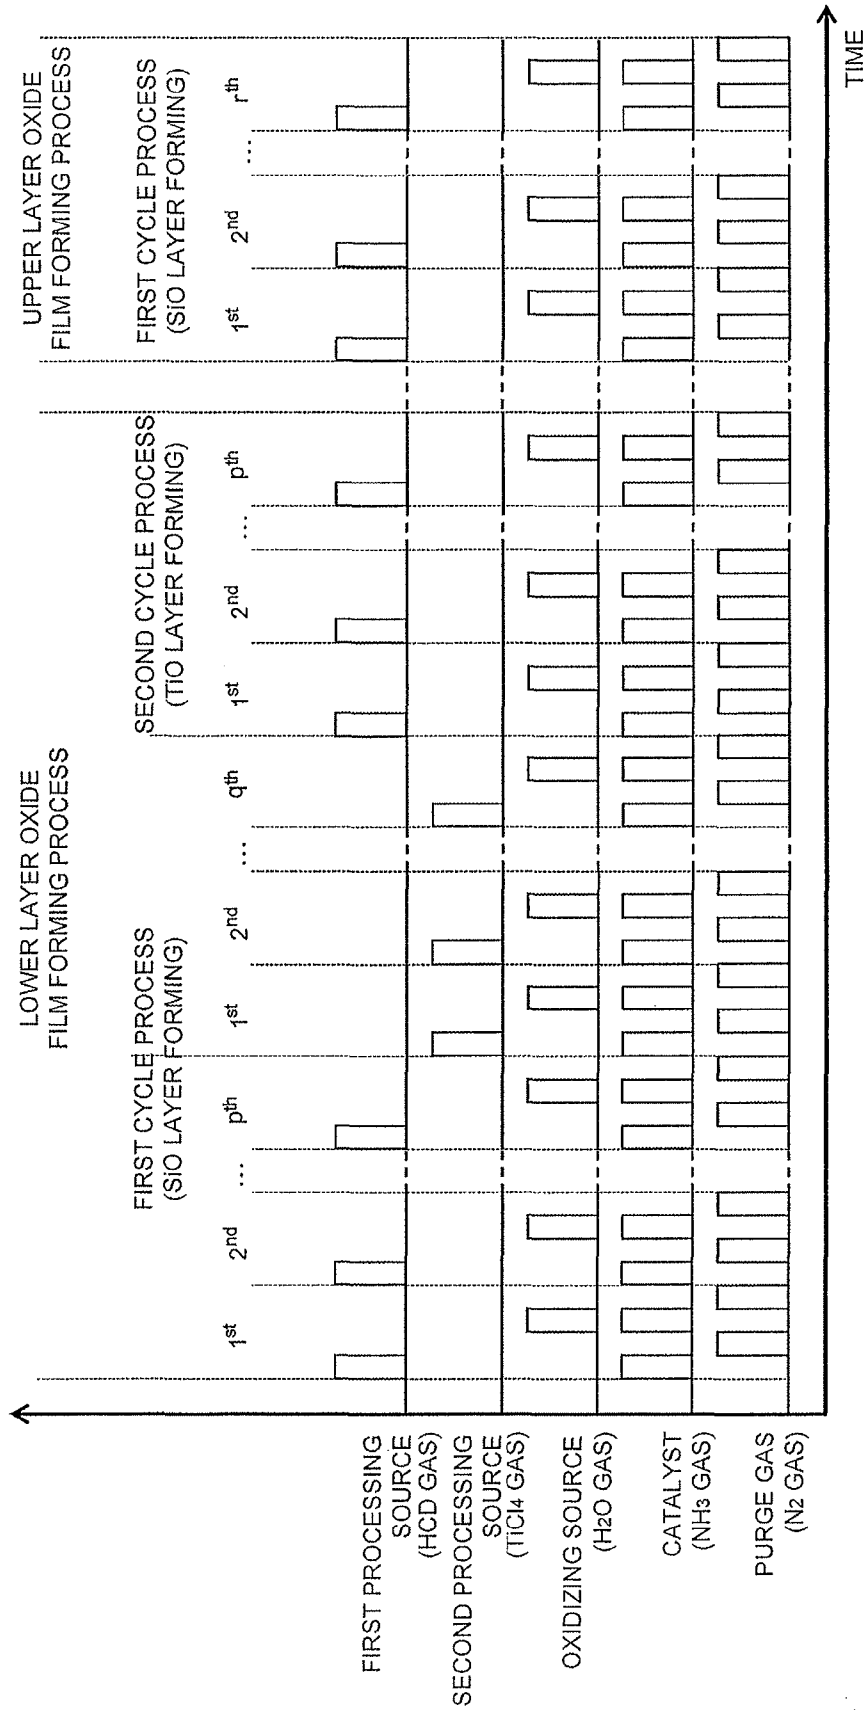 LOWER LAYER OXIDE
FILM FORMING PROCESS
UPPER LAYER OXIDE
FILM FORMING PROCESS
FIRST CYCLE PROCESS
(SiO LAYER FORMING)
SECOND CYCLE PROCESS
(TiO LAYER FORMING)
FIRST CYCLE PROCESS
(SiO LAYER FORMING)
1st
2nd
...
pth
1st
2nd
...
qth
1st
2nd
...
pth
1st
2nd
...
rth
FIRST PROCESSING
SOURCE
(HCD GAS)
SECOND PROCESSING
SOURCE
(TiCl4 GAS)
OXIDIZING SOURCE
(H2O GAS)
CATALYST
(NH3 GAS)
PURGE GAS
(N2 GAS)
TIME